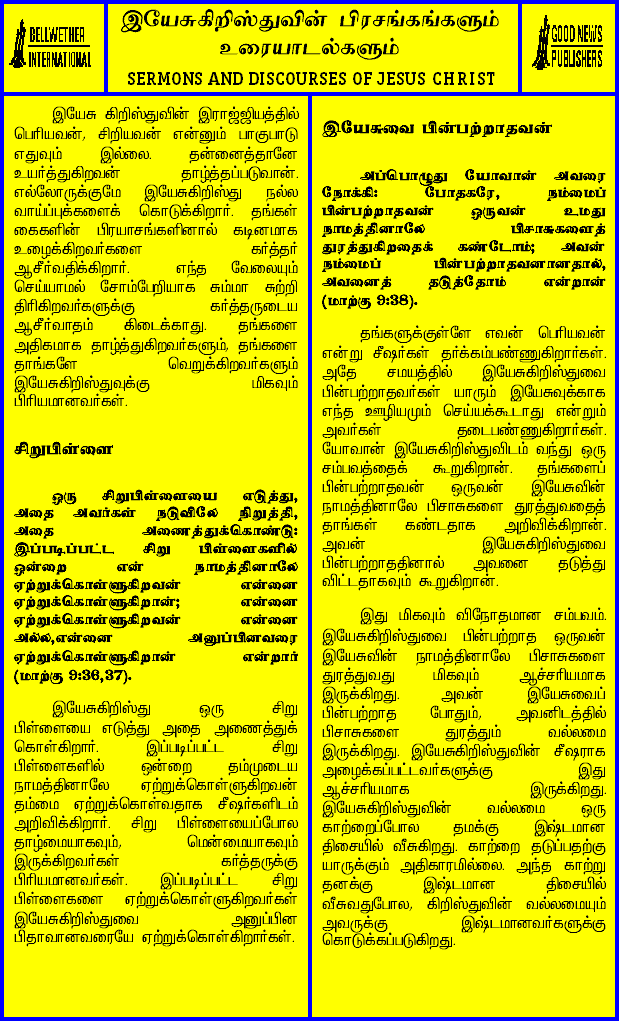 BELLWETHER
INTERNATIONAL
இயேசுகிறிஸ்துவின் பிரசங்கங்களும்
உரையாடல்களும்
SERMONS AND DISCOURSES OF JESUS CHRIST
GOOD NEWS
PUBLISHERS
இயேசு கிறிஸ்துவின் இராஜ்ஜியத்தில்
பெரியவன், சிறியவன் என்னும் பாகுபாடு
எதுவும் இல்லை. தன்னைத்தானே
உயர்த்துகிறவன் தாழ்த்தப்படுவான்.
எல்லோருக்குமே இயேசுகிறிஸ்து நல்ல
வாய்ப்புக்களைக் கொடுக்கிறார். தங்கள்
கைகளின் பிரயாசங்களினால் கடினமாக
உழைக்கிறவர்களை கர்த்தர்
ஆசீர்வதிக்கிறார். எந்த வேலையும்
செய்யாமல் சோம்பேறியாக சும்மா சுற்றி
திரிகிறவர்களுக்கு கர்த்தருடைய
ஆசீர்வாதம் கிடைக்காது. தங்களை
அதிகமாக தாழ்த்துகிறவர்களும், தங்களை
தாங்களே வெறுக்கிறவர்களும்
இயேசுகிறிஸ்துவுக்கு மிகவும்
பிரியமானவர்கள்.
சிறுபிள்ளை
ஒரு சிறுபிள்ளையை எடுத்து,
அதை அவர்கள் நடுவிலே நிறுத்தி,
அதை அணைத்துக்கொண்டு:
இப்படிப்பட்ட சிறு பிள்ளைகளில்
ஒன்றை என் நாமத்தினாலே
ஏற்றுக்கொள்ளுகிறவன் என்னை
ஏற்றுக்கொள்ளுகிறான்; என்னை
ஏற்றுக்கொள்ளுகிறவன் என்னை
அல்ல,என்னை அனுப்பினவரை
ஏற்றுக்கொள்ளுகிறான் என்றார்
(மாற்கு 9:36,37).
இயேசுகிறிஸ்து ஒரு சிறு
பிள்ளையை எடுத்து அதை அணைத்துக்
கொள்கிறார். இப்படிப்பட்ட சிறு
பிள்ளைகளில் ஒன்றை தம்முடைய
நாமத்தினாலே ஏற்றுக்கொள்ளுகிறவன்
தம்மை ஏற்றுக்கொள்வதாக சீஷர்களிடம்
அறிவிக்கிறார். சிறு பிள்ளையைப்போல
தாழ்மையாகவும், மென்மையாகவும்
இருக்கிறவர்கள் கர்த்தருக்கு
பிரியமானவர்கள். இப்படிப்பட்ட சிறு
பிள்ளைகளை ஏற்றுக்கொள்ளுகிறவர்கள்
இயேசுகிறிஸ்துவை அனுப்பின
பிதாவானவரையே ஏற்றுக்கொள்கிறார்கள்.
இயேசுவை பின்பற்றாதவன்
அப்பொழுது யோவான் அவரை
நோக்கி: போதகரே, நம்மைப்
பின்பற்றாதவன் ஒருவன் உமது
நாமத்தினாலே பிசாசுகளைத்
துரத்துகிறதைக் கண்டோம்; அவன்
நம்மைப் பின்பற்றாதவனானதால்,
அவனைத் தடுத்தோம் என்றான்
(மாற்கு 9:38).
தங்களுக்குள்ளே எவன் பெரியவன்
என்று சீஷர்கள் தர்க்கம்பண்ணுகிறார்கள்.
அதே சமயத்தில் இயேசுகிறிஸ்துவை
பின்பற்றாதவர்கள் யாரும் இயேசுவுக்காக
எந்த ஊழியமும் செய்யக்கூடாது என்றும்
அவர்கள் தடைபண்ணுகிறார்கள்.
யோவான் இயேசுகிறிஸ்துவிடம் வந்து ஒரு
சம்பவத்தைக் கூறுகிறான். தங்களைப்
பின்பற்றாதவன் ஒருவன் இயேசுவின்
நாமத்தினாலே பிசாசுகளை துரத்துவதைத்
தாங்கள் கண்டதாக அறிவிக்கிறான்.
அவன் இயேசுகிறிஸ்துவை
பின்பற்றாததினால் அவனை தடுத்து
விட்டதாகவும் கூறுகிறான்.
இது மிகவும் விநோதமான சம்பவம்.
இயேசுகிறிஸ்துவை பின்பற்றாத ஒருவன்
இயேசுவின் நாமத்தினாலே பிசாசுகளை
துரத்துவது மிகவும் ஆச்சரியமாக
இருக்கிறது. அவன் இயேசுவைப்
பின்பற்றாத போதும், அவனிடத்தில்
பிசாசுகளை துரத்தும் வல்லமை
இருக்கிறது. இயேசுகிறிஸ்துவின் சீஷராக
அழைக்கப்பட்டவர்களுக்கு இது
ஆச்சரியமாக இருக்கிறது.
இயேசுகிறிஸ்துவின் வல்லமை ஒரு
காற்றைப்போல தமக்கு இஷ்டமான
திசையில் வீசுகிறது. காற்றை தடுப்பதற்கு
யாருக்கும் அதிகாரமில்லை. அந்த காற்று
தனக்கு இஷ்டமான திசையில்
வீசுவதுபோல, கிறிஸ்துவின் வல்லமையும்
அவருக்கு இஷ்டமானவர்களுக்கு
கொடுக்கப்படுகிறது.